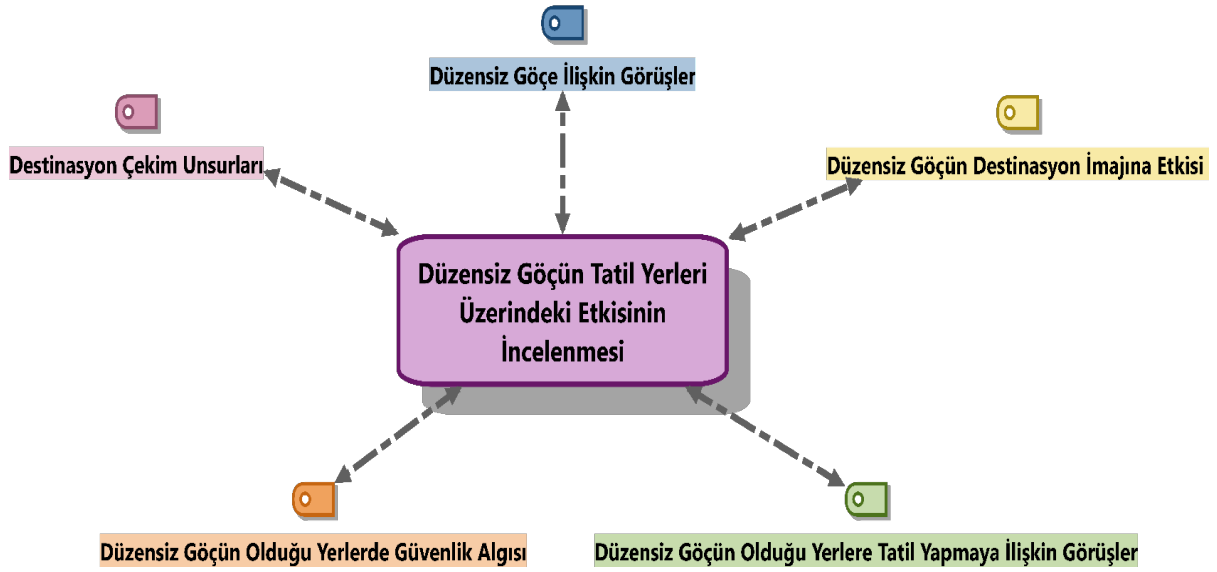 Düzensiz Göçe İlişkin Görüşler
Destinasyon Çekim Unsurları
Düzensiz Göçün Destinasyon İmajına Etkisi
Düzensiz Göçün Tatil Yerleri
Üzerindeki Etkisinin
İncelenmesi
Düzensiz Göçün Olduğu Yerlerde Güvenlik Algısı
Düzensiz Göçün Olduğu Yerlere Tatil Yapmaya İlişkin Görüşler